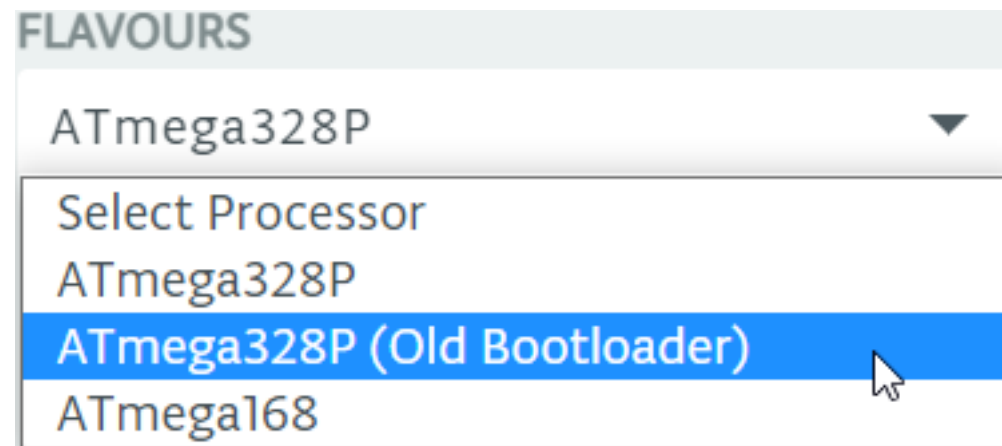 FLAVOURS
ATmega328P
Select Processor
ATmega328P
ATmega328P (Old Bootloader)
ATmega168